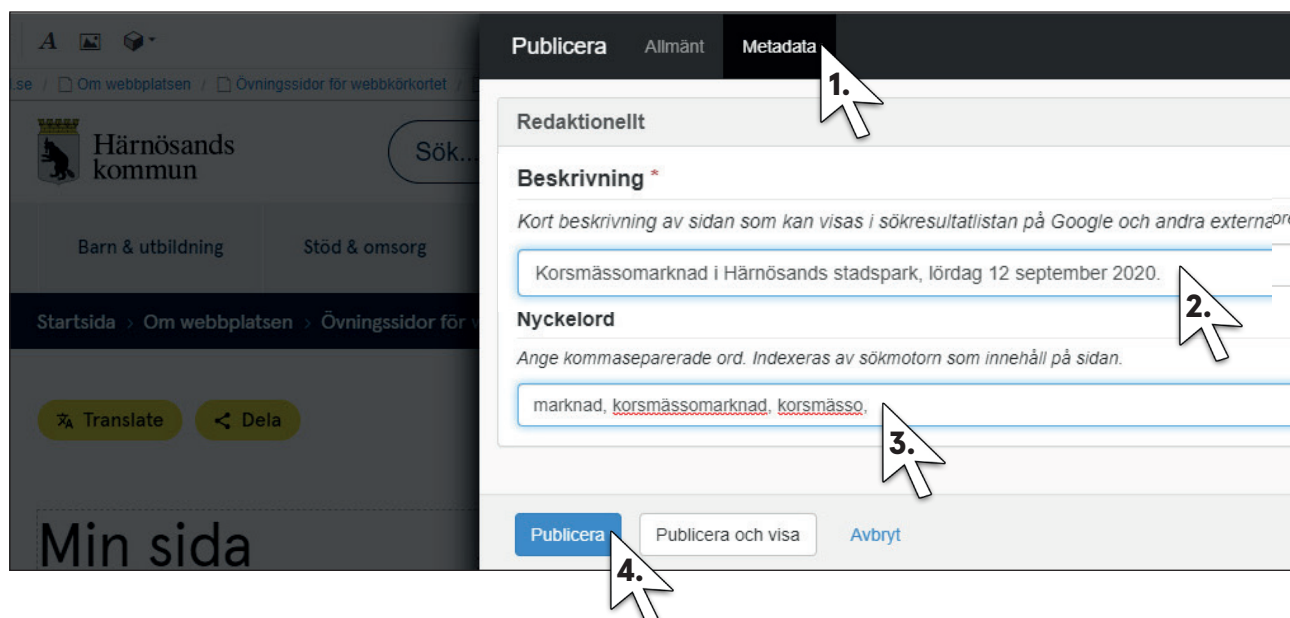 Publicera Allmänt Metadata
1.
.se / Om webbplatsen / Övningssidor för webbkörkortet /
Härnösands
kommun
Sök...
Barn & utbildning Stöd & omsorg
Startsida > Om webbplatsen > Övningssidor för
Translate Dela
Min sida
Redaktionellt
Beskrivning *
Kort beskrivning av sidan som kan visas i sökresultatlistan på Google och andra externa
Korsmässomarknad i Härnösands stadspark, lördag 12 september 2020.
2.
Nyckelord
Ange kommaseparerade ord. Indexeras av sökmotorn som innehåll på sidan.
marknad, korsmässomarknad, korsmässo,
3.
Publicera Publicera och visa Avbryt
4.